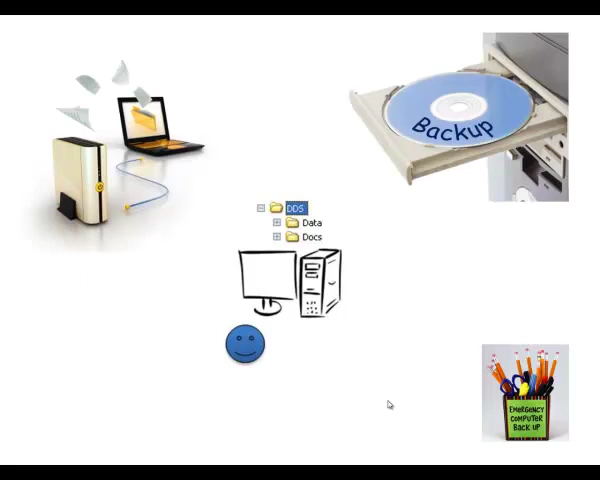 Backup
DDS
Data
Docs
EMERGENCY
COMPUTER
BACK UP